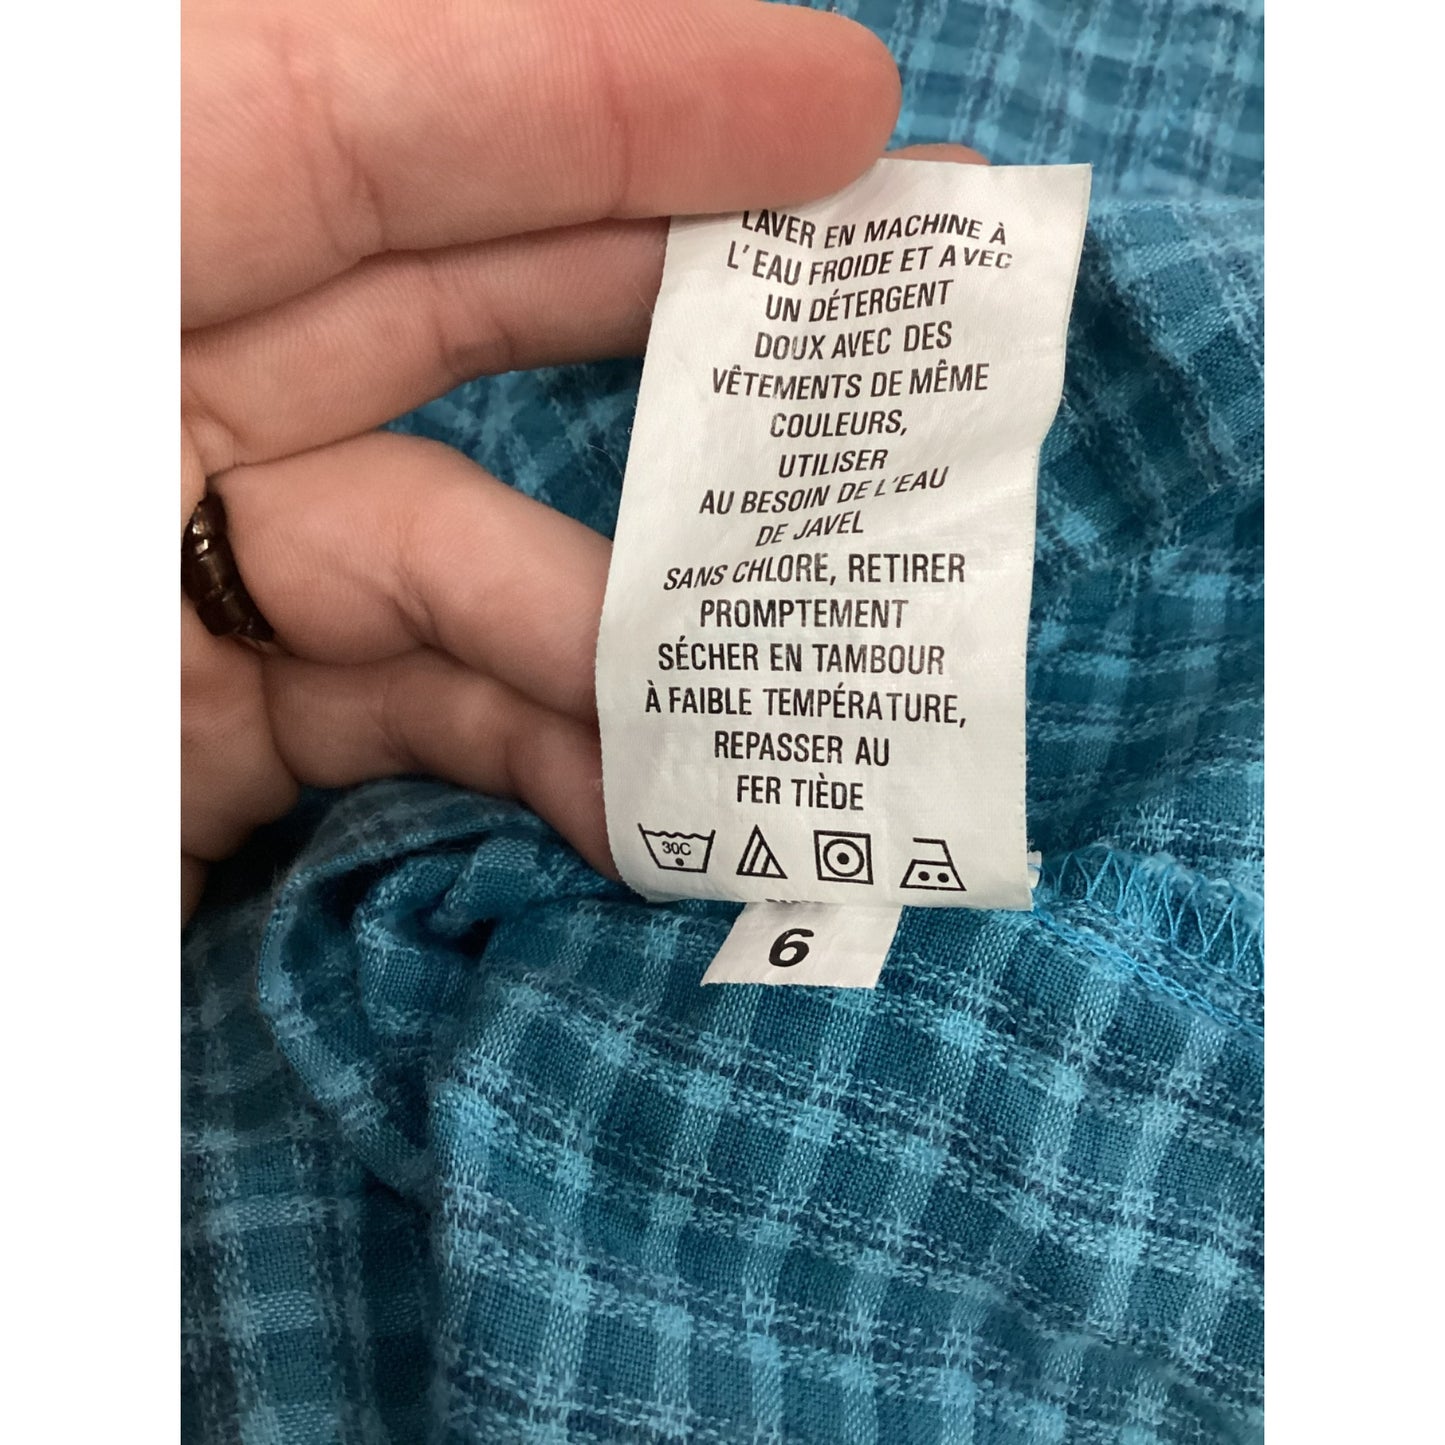 LAVER EN MACHINE À
L'EAU FROIDE ET AVEC
UN DÉTERGENT
DOUX AVEC DES
VÊTEMENTS DE MÊME
COULEURS,
UTILISER
AU BESOIN DE L'EAU
DE JAVEL
SANS CHLORE, RETIRER
PROMPTEMENT
SÉCHER EN TAMBOUR
À FAIBLE TEMPÉRATURE,
REPASSER AU
FER TIÈDE
30C
6